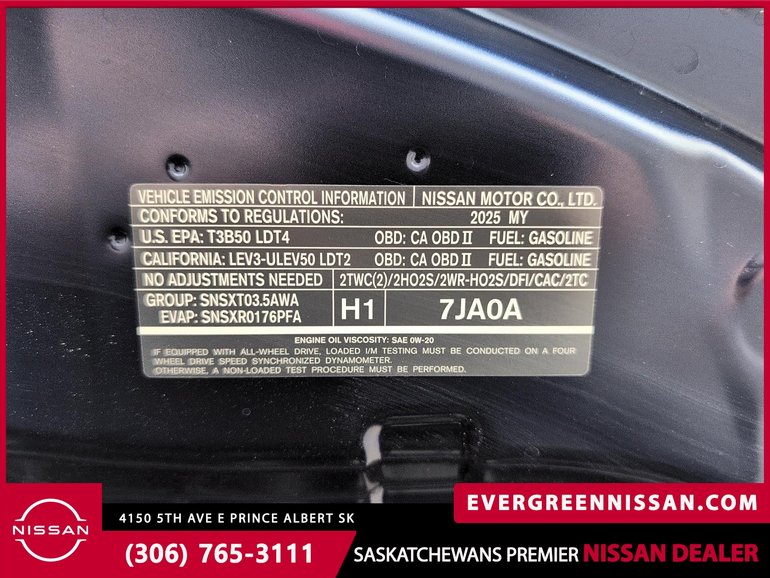 VEHICLE EMISSION CONTROL INFORMATION NISSAN MOTOR CO., LTD.
CONFORMS TO REGULATIONS: 2025 MY
U.S. EPA: T3B50 LDT4 OBD: CA OBD II FUEL: GASOLINE
CALIFORNIA: LEV3-ULEV50 LDT2 OBD: CA OBD II FUEL: GASOLINE
NO ADJUSTMENTS NEEDED 2TWC(2)/2HO2S/2WR-HO2S/DFI/CAC/2TC
GROUP: SNSXT03.5AWA
EVAP: SNSXR0176PFA
H1 7JA0A
ENGINE OIL VISCOSITY: SAE 0W-20
IF EQUIPPED WITH ALL-WHEEL DRIVE, LOADED I/M TESTING MUST BE CONDUCTED ON A FOUR
WHEEL DRIVE SPEED SYNCHRONIZED DYNAMOMETER.
OTHERWISE, A NON-LOADED TEST PROCEDURE MUST BE PERFORMED.
NISSAN
4150 5TH AVE E PRINCE ALBERT SK
(306) 765-3111
EVERGREENNISSAN.COM
SASKATCHEWANS PREMIER NISSAN DEALER